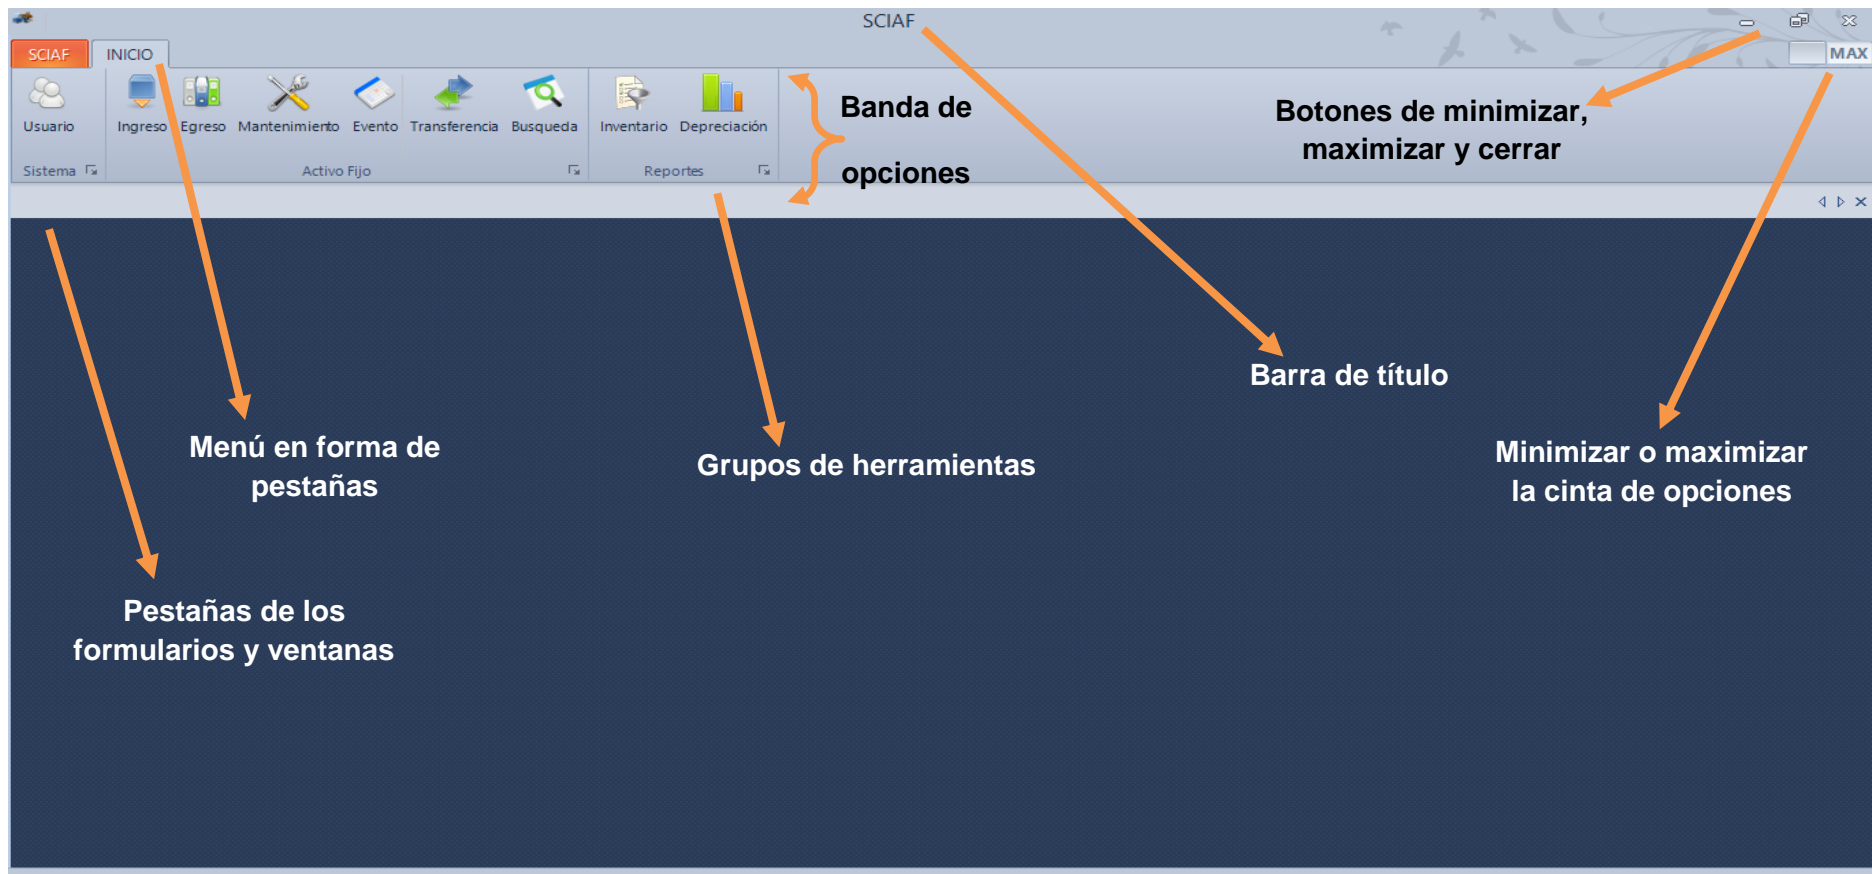 SCIAF
SCIAF INICIO MAX
Usuario Ingreso Egreso Mantenimiento Evento Transferencia Busqueda Inventario Depreciación
Sistema Activo Fijo Reportes
Banda de
opciones
Botones de minimizar,
maximizar y cerrar
Barra de título
Menú en forma de
pestañas
Grupos de herramientas
Minimizar o maximizar
la cinta de opciones
Pestañas de los
formularios y ventanas